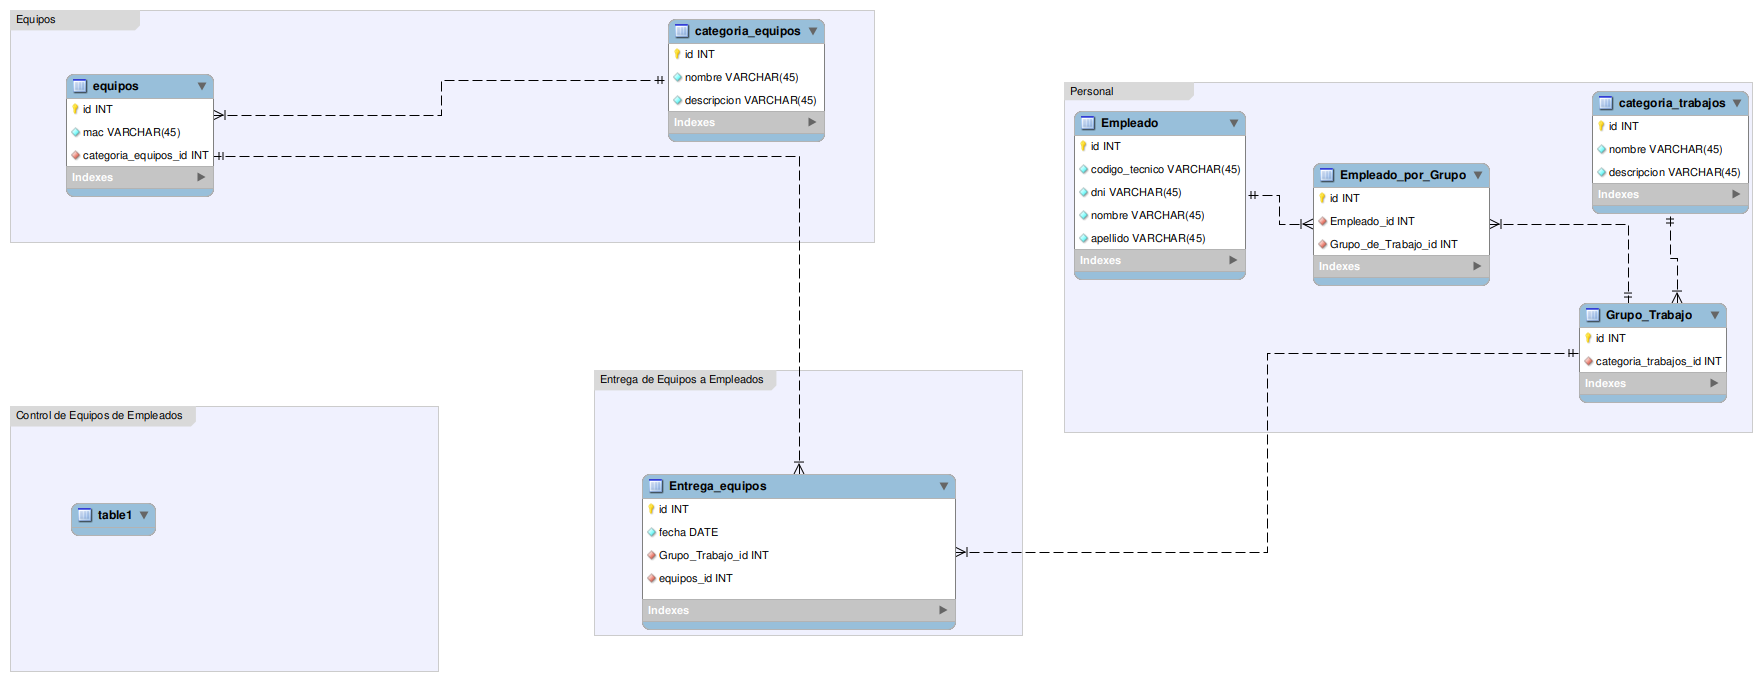 Equipos
equipos
id INT
mac VARCHAR(45)
categoria_equipos_id INT
Indexes
categoria_equipos
id INT
nombre VARCHAR(45)
descripcion VARCHAR(45)
Indexes
Personal
Empleado
id INT
codigo_tecnico VARCHAR(45)
dni VARCHAR(45)
nombre VARCHAR(45)
apellido VARCHAR(45)
Indexes
Empleado_por_Grupo
id INT
Empleado_id INT
Grupo_de_Trabajo_id INT
Indexes
categoria_trabajos
id INT
nombre VARCHAR(45)
descripcion VARCHAR(45)
Indexes
Grupo_Trabajo
id INT
categoria_trabajos_id INT
Indexes
Control de Equipos de Empleados
table1
Entrega de Equipos a Empleados
Entrega_equipos
id INT
fecha DATE
Grupo_Trabajo_id INT
equipos_id INT
Indexes